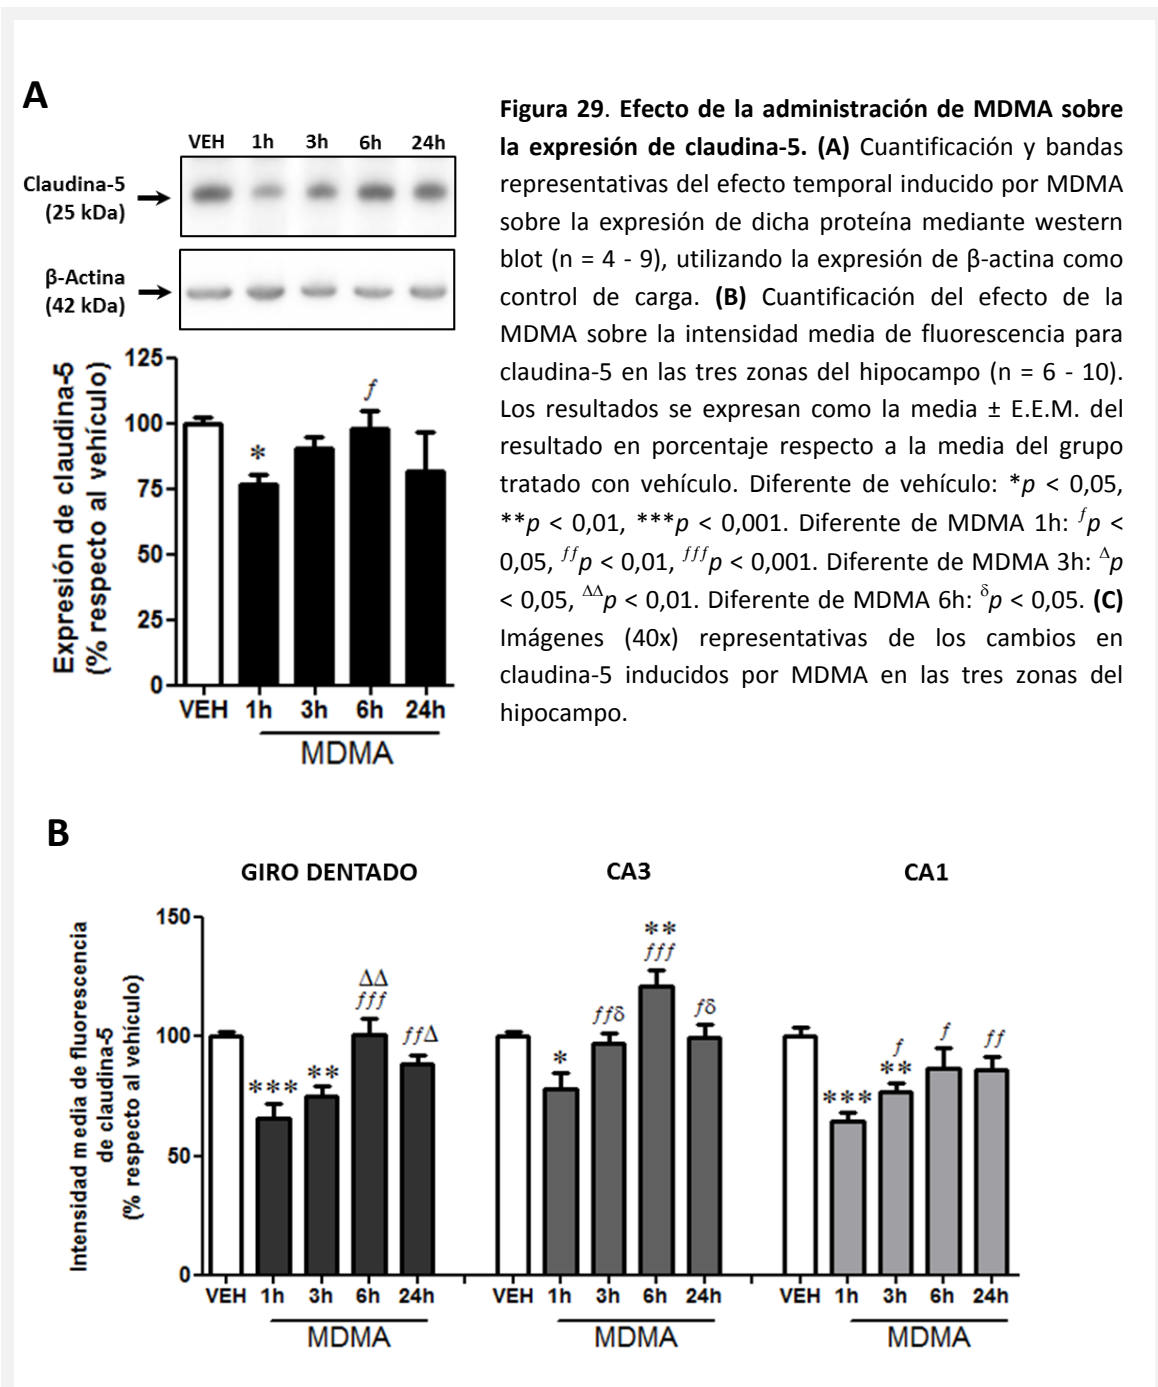 A
VEH 1h 3h 6h 24h
Claudina-5
(25 kDa)
β-Actina
(42 kDa)
Expresión de claudina-5
(% respecto al vehículo)
125
100
75
50
25
0
*
f
VEH 1h 3h 6h 24h
MDMA
Figura 29. Efecto de la administración de MDMA sobre
la expresión de claudina-5. (A) Cuantificación y bandas
representativas del efecto temporal inducido por MDMA
sobre la expresión de dicha proteína mediante western
blot (n = 4 - 9), utilizando la expresión de β-actina como
control de carga. (B) Cuantificación del efecto de la
MDMA sobre la intensidad media de fluorescencia para
claudina-5 en las tres zonas del hipocampo (n = 6 - 10).
Los resultados se expresan como la media ± E.E.M. del
resultado en porcentaje respecto a la media del grupo
tratado con vehículo. Diferente de vehículo: *p < 0,05,
**p < 0,01, ***p < 0,001. Diferente de MDMA 1h: ƒp <
0,05, ƒƒp < 0,01, ƒƒƒp < 0,001. Diferente de MDMA 3h: Δp
< 0,05, ΔΔp < 0,01. Diferente de MDMA 6h: δp < 0,05. (C)
Imágenes (40x) representativas de los cambios en
claudina-5 inducidos por MDMA en las tres zonas del
hipocampo.
B
GIRO DENTADO CA3 CA1
Intensidad media de fluorescencia
de claudina-5
(% respecto al vehículo)
150
100
50
0
***
**
ΔΔ
ƒƒƒ
ƒƒΔ
*
ƒƒδ
**
ƒƒƒ
ƒδ
***
ƒ
**
ƒ
ƒƒ
VEH 1h 3h 6h 24h VEH 1h 3h 6h 24h VEH 1h 3h 6h 24h
MDMA MDMA MDMA